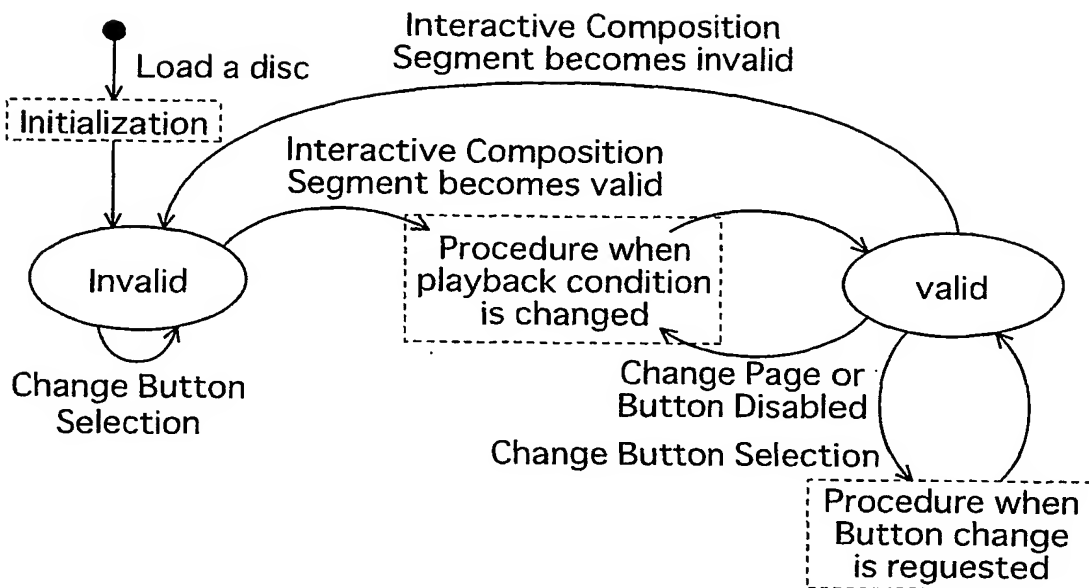 Interactive Composition
Segment becomes invalid
Load a disc
Initialization
Interactive Composition
Segment becomes valid
Invalid
Procedure when
playback condition
is changed
valid
Change Button
Selection
Change Page or
Button Disabled
Change Button Selection
Procedure when
Button change
is reguested